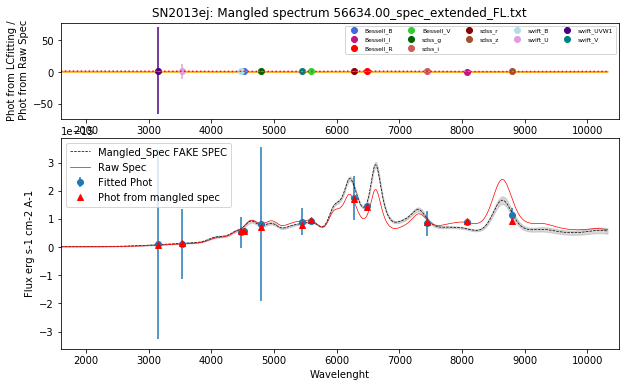 SN2013ej: Mangled spectrum 56634.00_spec_extended_FL.txt
Phot from LCfitting /
Phot from Raw Spec
50
0
−50
Bessell_B
Bessell_I
Bessell_R
Bessell_V
sdss_g
sdss_i
sdss_r
sdss_z
swift_B
swift_U
swift_UVW1
swift_V
2000 3000 4000 5000 6000 7000 8000 9000 10000
1e−15
Flux erg s-1 cm-2 A-1
3
2
1
0
−1
−2
−3
Mangled_Spec FAKE SPEC
Raw Spec
Fitted Phot
Phot from mangled spec
2000 3000 4000 5000 6000 7000 8000 9000 10000
Wavelenght